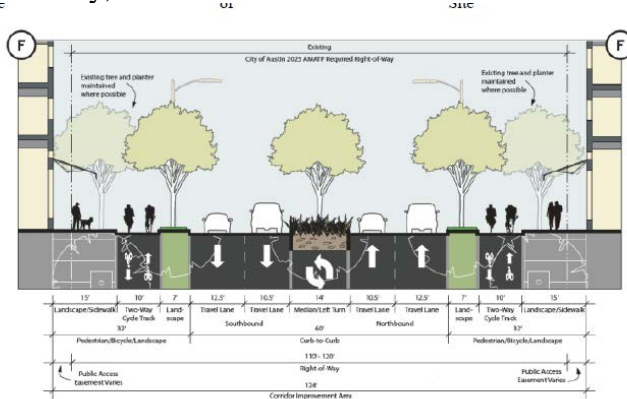 of
Site
F
F
Existing
City of Austin 2025 AMATP Required Right-of-Way
Existing tree and planter
maintained
where possible
Existing tree and planter
maintained
where possible
15' 10' 7' 12.5' 10.5' 14' 10.5' 12.5' 7' 10' 15'
Landscape/Sidewalk Two-Way Cycle Track Land-scape Travel Lane Travel Lane Median/Left Turn Travel Lane Travel Lane Land-scape Two-Way Cycle Track Landscape/Sidewalk
32' Southbound 60' Northbound 32'
Pedestrian/Bicycle/Landscape Curb-to-Curb Pedestrian/Bicycle/Landscape
110'- 120'
Right-of-Way
Public Access
Easement Varies
Public Access
Easement Varies
124'
Corridor Improvement Area